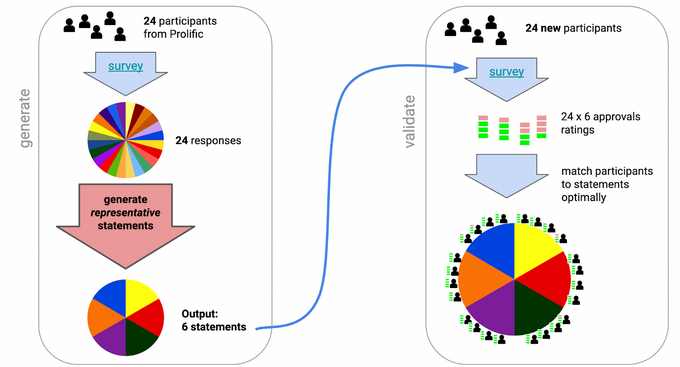 generate
24 participants
from Prolific
survey
24 responses
generate
representative
statements
Output:
6 statements
validate
24 new participants
survey
24 x 6 approvals
ratings
match participants
to statements
optimally